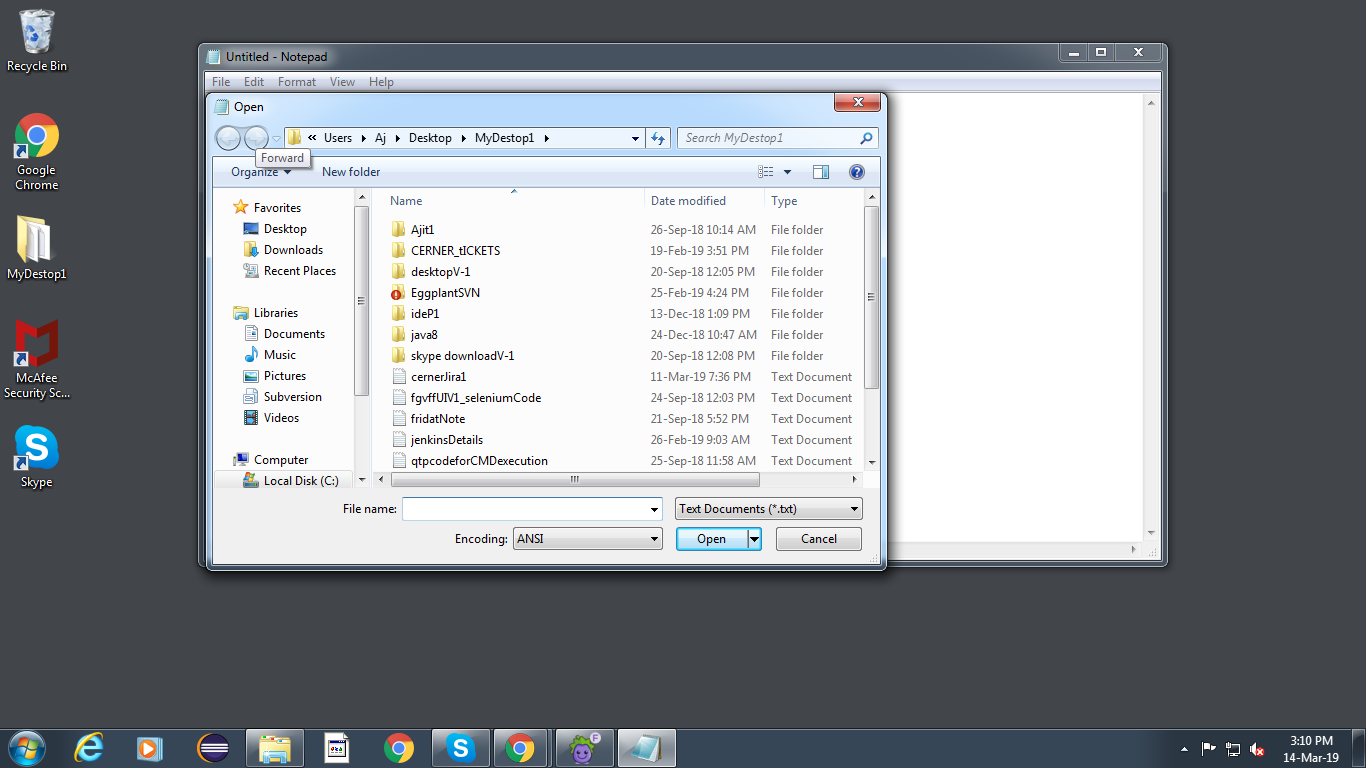 Recycle Bin
Google
Chrome
MyDestop1
McAfee
Security Sc...
Skype
Untitled - Notepad
File Edit Format View Help
Open
« Users Aj Desktop MyDestop1
Search MyDestop1
Forward
Organize New folder
Favorites
Desktop
Downloads
Recent Places
Libraries
Documents
Music
Pictures
Subversion
Videos
Computer
Local Disk (C:)
Name Date modified Type
Ajit1 26-Sep-18 10:14 AM File folder
CERNER_tICKETS 19-Feb-19 3:51 PM File folder
desktopV-1 20-Sep-18 12:05 PM File folder
EggplantSVN 25-Feb-19 4:24 PM File folder
ideP1 13-Dec-18 1:09 PM File folder
java8 24-Dec-18 10:47 AM File folder
skype downloadV-1 20-Sep-18 12:08 PM File folder
cernerJira1 11-Mar-19 7:36 PM Text Document
fgvffUIV1_seleniumCode 24-Sep-18 12:03 PM Text Document
fridatNote 21-Sep-18 5:52 PM Text Document
jenkinsDetails 26-Feb-19 9:03 AM Text Document
qtpcodeforCMDexecution 25-Sep-18 11:58 AM Text Document
File name: Text Documents (*.txt)
Encoding: ANSI Open Cancel
3:10 PM
14-Mar-19